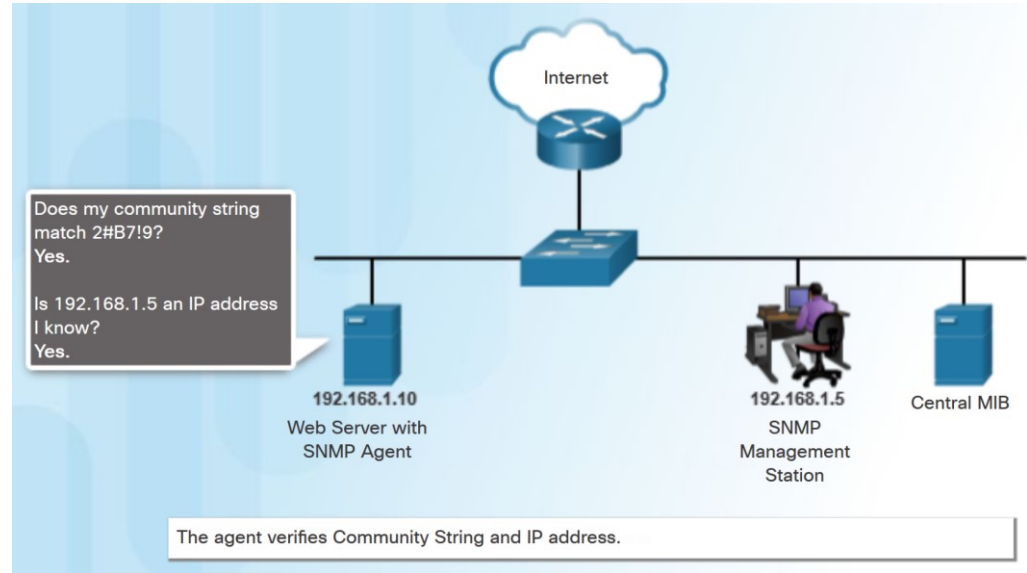 Internet
Does my community string
match 2#B7!9?
Yes.
Is 192.168.1.5 an IP address
I know?
Yes.
192.168.1.10
Web Server with
SNMP Agent
192.168.1.5
SNMP
Management
Station
Central MIB
The agent verifies Community String and IP address.